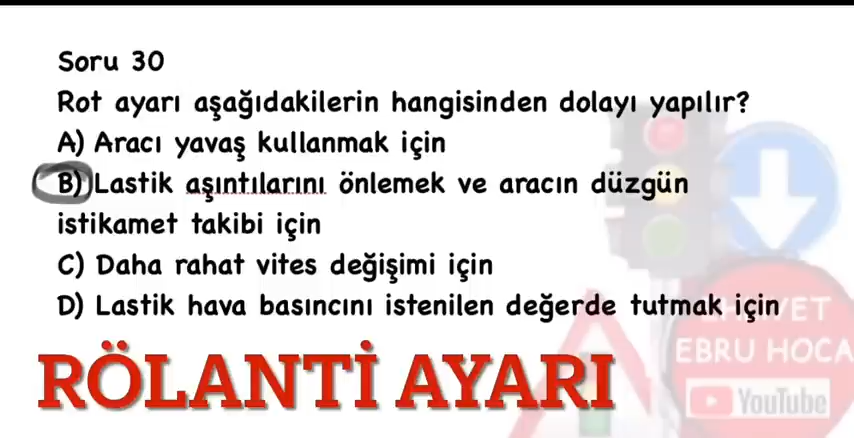 Soru 30
Rot ayarı aşağıdakilerin hangisinden dolayı yapılır?
A) Aracı yavaş kullanmak için
B) Lastik aşıntılarını önlemek ve aracın düzgün
istikamet takibi için
C) Daha rahat vites değişimi için
D) Lastik hava basıncını istenilen değerde tutmak için
RÖLANTİ AYARI
EHLİYET
EBRU HOCA
YouTube